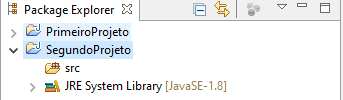 Package Explorer
PrimeiroProjeto
SegundoProjeto
src
JRE System Library [JavaSE-1.8]